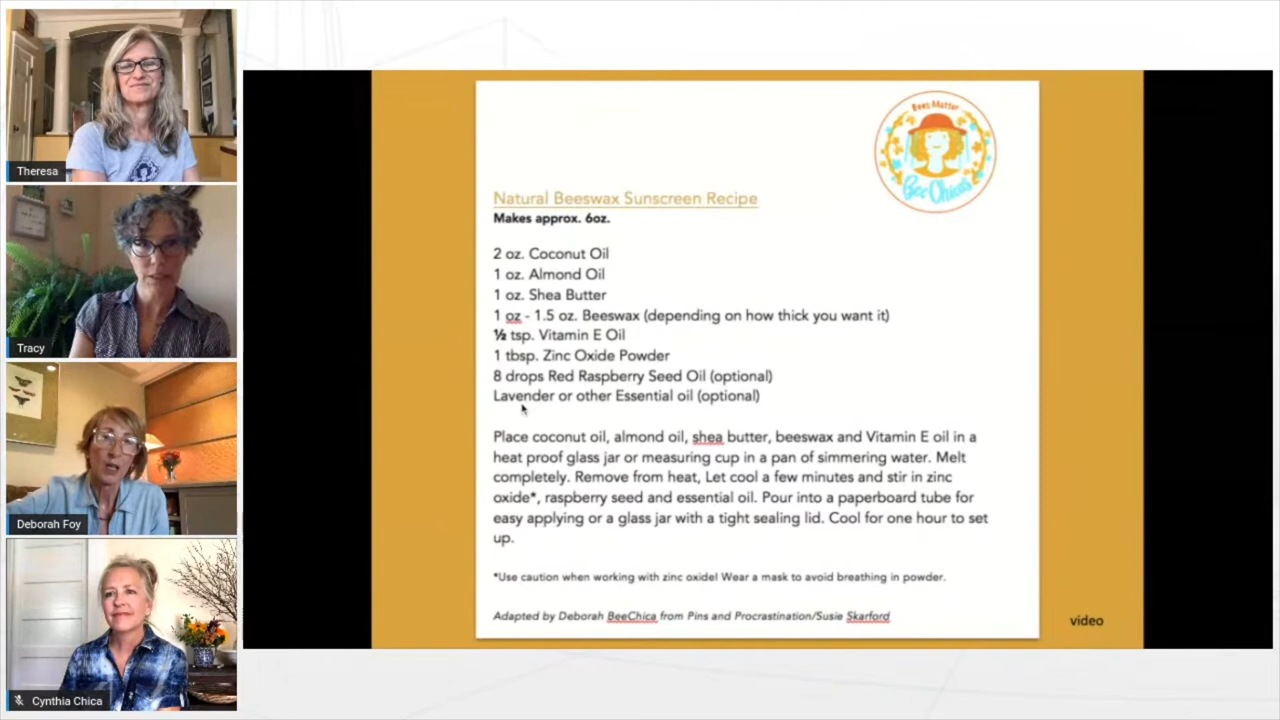 Theresa
Tracy
Deborah Foy
Cynthia Chica
Bees Matter
Bee Chicas
Natural Beeswax Sunscreen Recipe
Makes approx. 6oz.
2 oz. Coconut Oil
1 oz. Almond Oil
1 oz. Shea Butter
1 oz - 1.5 oz. Beeswax (depending on how thick you want it)
½ tsp. Vitamin E Oil
1 tbsp. Zinc Oxide Powder
8 drops Red Raspberry Seed Oil (optional)
Lavender or other Essential oil (optional)
Place coconut oil, almond oil, shea butter, beeswax and Vitamin E oil in a
heat proof glass jar or measuring cup in a pan of simmering water. Melt
completely. Remove from heat, Let cool a few minutes and stir in zinc
oxide*, raspberry seed and essential oil. Pour into a paperboard tube for
easy applying or a glass jar with a tight sealing lid. Cool for one hour to set
up.
*Use caution when working with zinc oxide! Wear a mask to avoid breathing in powder.
Adapted by Deborah BeeChica from Pins and Procrastination/Susie Skarford
video